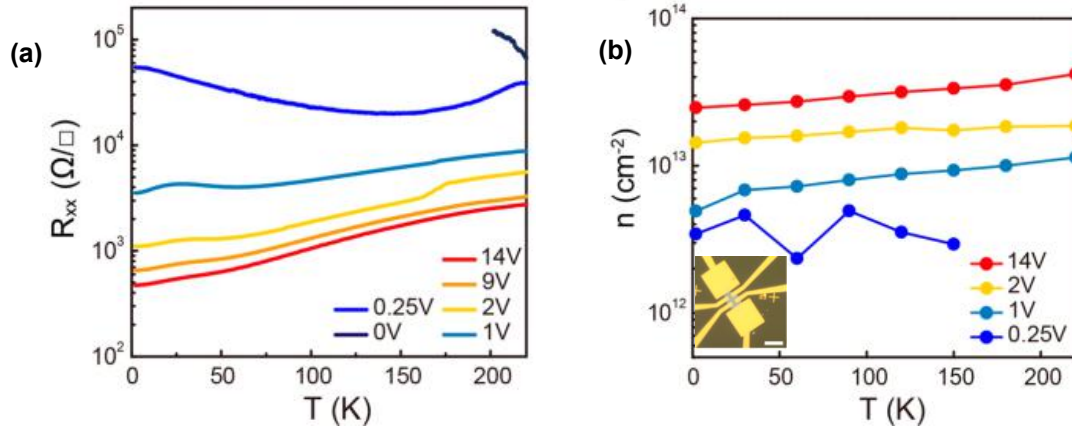 (a)
R_xx (Ω/□)
10^5
10^4
10^3
10^2
0 50 100 150 200
T (K)
0.25V
0V
14V
9V
2V
1V
(b)
n (cm^-2)
10^14
10^13
10^12
0 50 100 150 200
T (K)
14V
2V
1V
0.25V